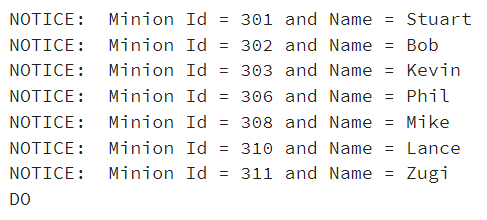 NOTICE:  Minion Id = 301 and Name = Stuart
NOTICE:  Minion Id = 302 and Name = Bob
NOTICE:  Minion Id = 303 and Name = Kevin
NOTICE:  Minion Id = 306 and Name = Phil
NOTICE:  Minion Id = 308 and Name = Mike
NOTICE:  Minion Id = 310 and Name = Lance
NOTICE:  Minion Id = 311 and Name = Zugi
DO